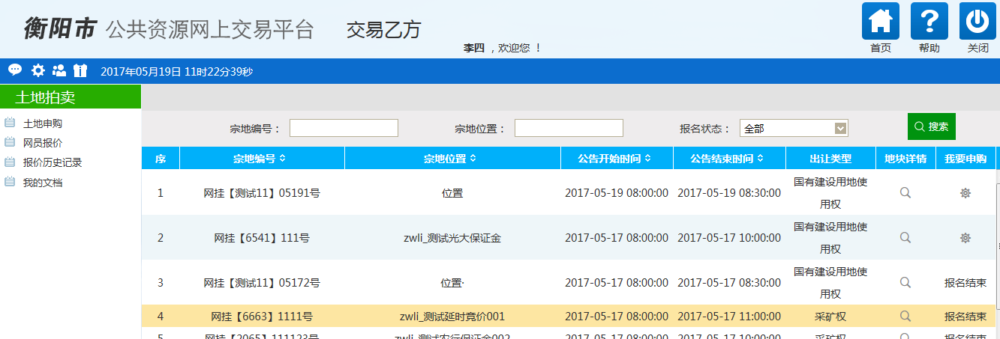 衡阳市 公共资源网上交易平台 交易乙方
李四 ，欢迎您 ！
首页 帮助 关闭
2017年05月19日 11时22分39秒
土地拍卖
土地申购
网员报价
报价历史记录
我的文档
宗地编号： 宗地位置： 报名状态： 全部 搜索
序 宗地编号 宗地位置 公告开始时间 公告结束时间 出让类型 地块详情 我要申购
1 网挂【测试11】05191号 位置 2017-05-19 08:00:00 2017-05-19 08:30:00 国有建设用地使
用权
2 网挂【6541】111号 zwli_测试光大保证金 2017-05-17 08:00:00 2017-05-17 10:00:00 国有建设用地使
用权
3 网挂【测试11】05172号 位置· 2017-05-17 08:00:00 2017-05-17 08:30:00 国有建设用地使
用权 报名结束
4 网挂【6663】1111号 zwli_测试延时竞价001 2017-05-17 08:00:00 2017-05-17 11:00:00 采矿权 报名结束
5 网挂【2065】111123号 zwli_测试农行保证金002 2017-05-17 08:00:00 2017-05-17 10:00:00 采矿权 报名结束